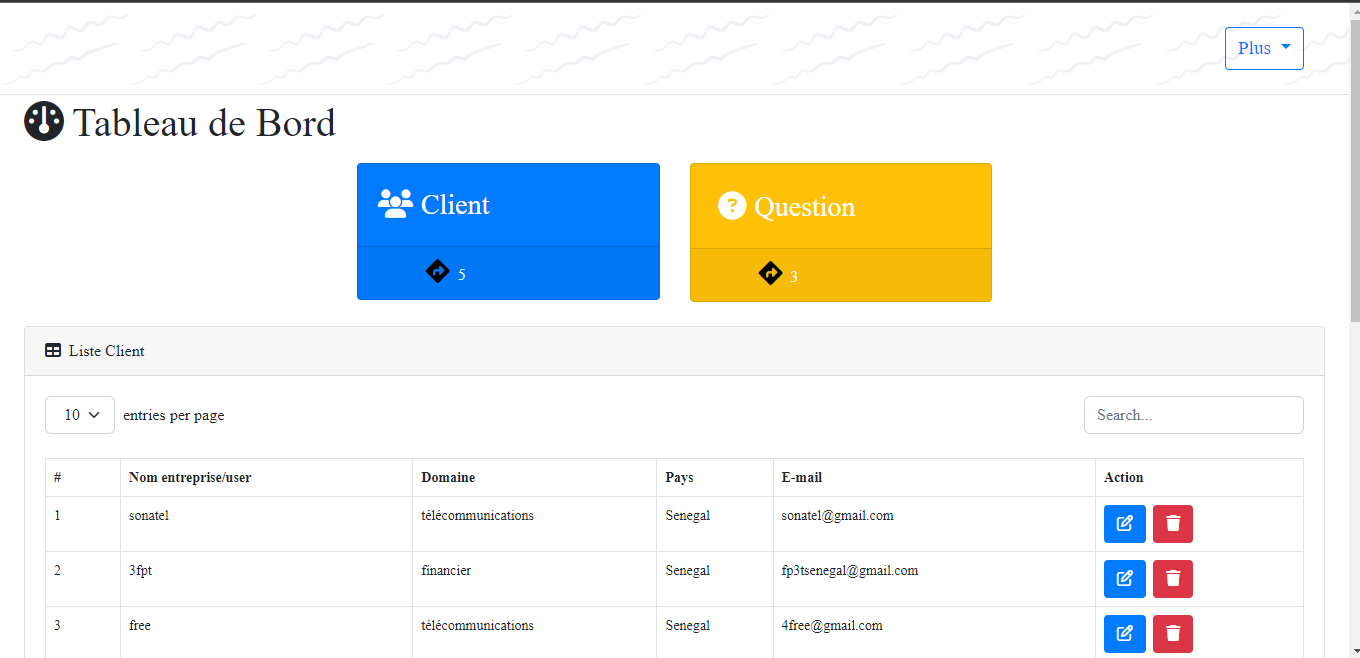 Plus
Tableau de Bord
Client
5
Question
3
Liste Client
10 entries per page Search...
# Nom entreprise/user Domaine Pays E-mail Action
1 sonatel télécommunications Senegal sonatel@gmail.com
2 3fpt financier Senegal fp3tsenegal@gmail.com
3 free télécommunications Senegal 4free@gmail.com